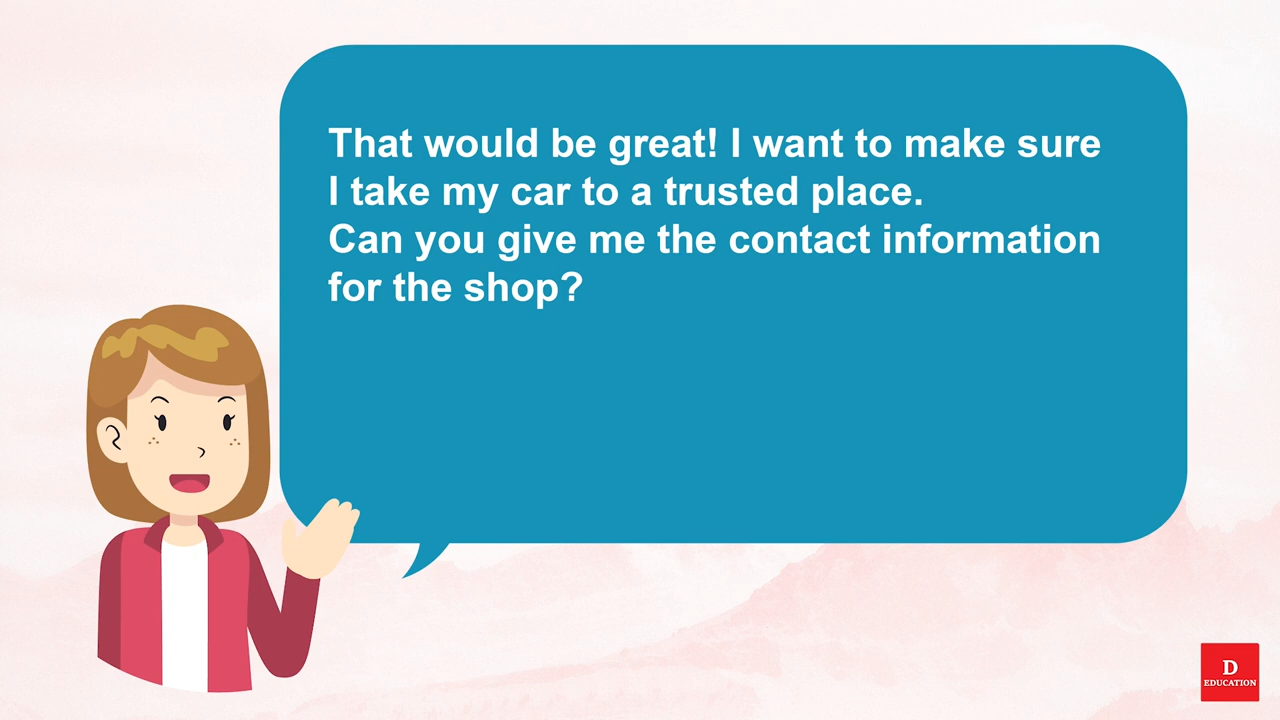 That would be great! I want to make sure
I take my car to a trusted place.
Can you give me the contact information
for the shop?
D
EDUCATION